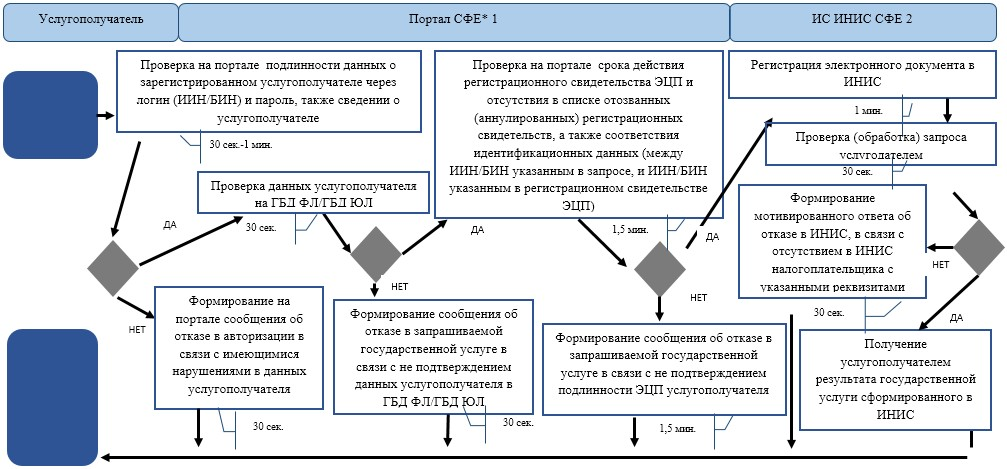 Услугополучатель
Портал СФЕ* 1
ИС ИНИС СФЕ 2
Проверка на портале подлинности данных о
зарегистрированном услугополучателе через
логин (ИИН/БИН) и пароль, также сведении о
услугополучателе
30 сек.-1 мин.
Проверка данных услугополучателя
на ГБД ФЛ/ГБД ЮЛ
30 сек.
ДА
НЕТ
Формирование на
портале сообщения об
отказе в авторизации в
связи с имеющимися
нарушениями в данных
услугополучателя
30 сек.
Проверка на портале срока действия
регистрационного свидетельства ЭЦП и
отсутствия в списке отозванных
(аннулированных) регистрационных
свидетельств, а также соответствия
идентификационных данных (между
ИИН/БИН указанным в запросе, и ИИН/БИН
указанным в регистрационном свидетельстве
ЭЦП)
1,5 мин.
ДА
НЕТ
Формирование сообщения об
отказе в запрашиваемой
государственной услуге в
связи с не подтверждением
данных услугополучателя в
ГБД ФЛ/ГБД ЮЛ
30 сек.
ДА
НЕТ
Формирование сообщения об отказе в
запрашиваемой государственной
услуге в связи с не подтверждением
подлинности ЭЦП услугополучателя
1,5 мин.
Регистрация электронного документа в
ИНИС
1 мин.
Проверка (обработка) запроса
услугодателем
30 сек.
Формирование
мотивированного ответа об
отказе в ИНИС, в связи с
отсутствием в ИНИС
налогоплательщика с
указанными реквизитами
30 сек.
НЕТ
ДА
Получение
услугополучателем
результата государственной
услуги сформированного в
ИНИС